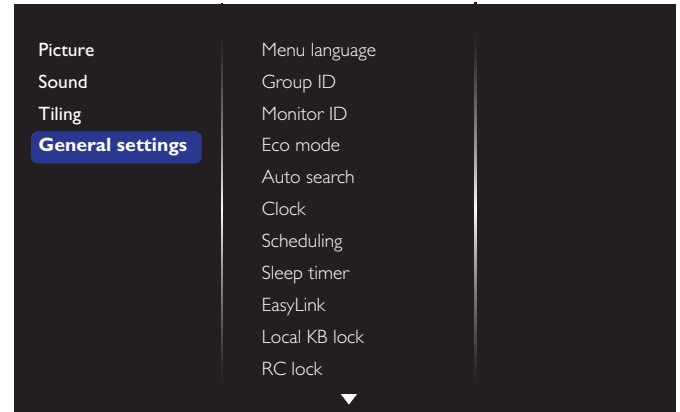 Picture
Sound
Tiling
General settings
Menu language
Group ID
Monitor ID
Eco mode
Auto search
Clock
Scheduling
Sleep timer
EasyLink
Local KB lock
RC lock